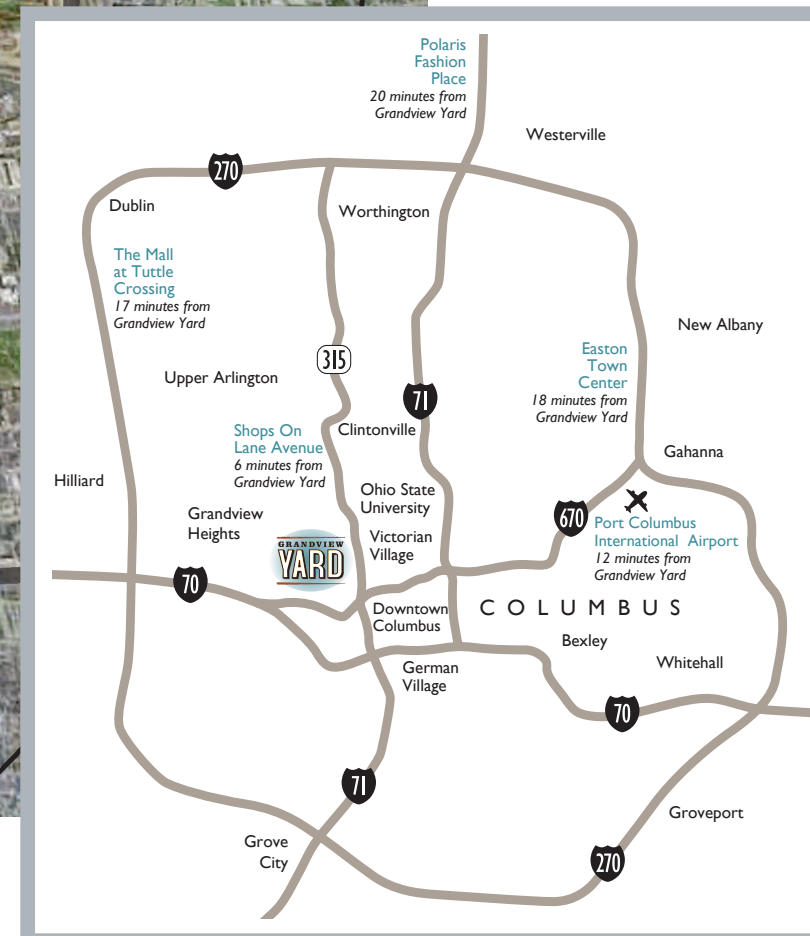 Polaris
Fashion
Place
20 minutes from
Grandview Yard
Westerville
270
Dublin
Worthington
The Mall
at Tuttle
Crossing
17 minutes from
Grandview Yard
New Albany
Easton
Town
Center
18 minutes from
Grandview Yard
315
Upper Arlington
71
Shops On
Lane Avenue
6 minutes from
Grandview Yard
Clintonville
Gahanna
Hilliard
Ohio State
University
Grandview
Heights
670
Port Columbus
International Airport
12 minutes from
Grandview Yard
Victorian
Village
GRANDVIEW
YARD
70
Downtown
Columbus
COLUMBUS
Bexley
Whitehall
German
Village
70
71
Groveport
Grove
City
270